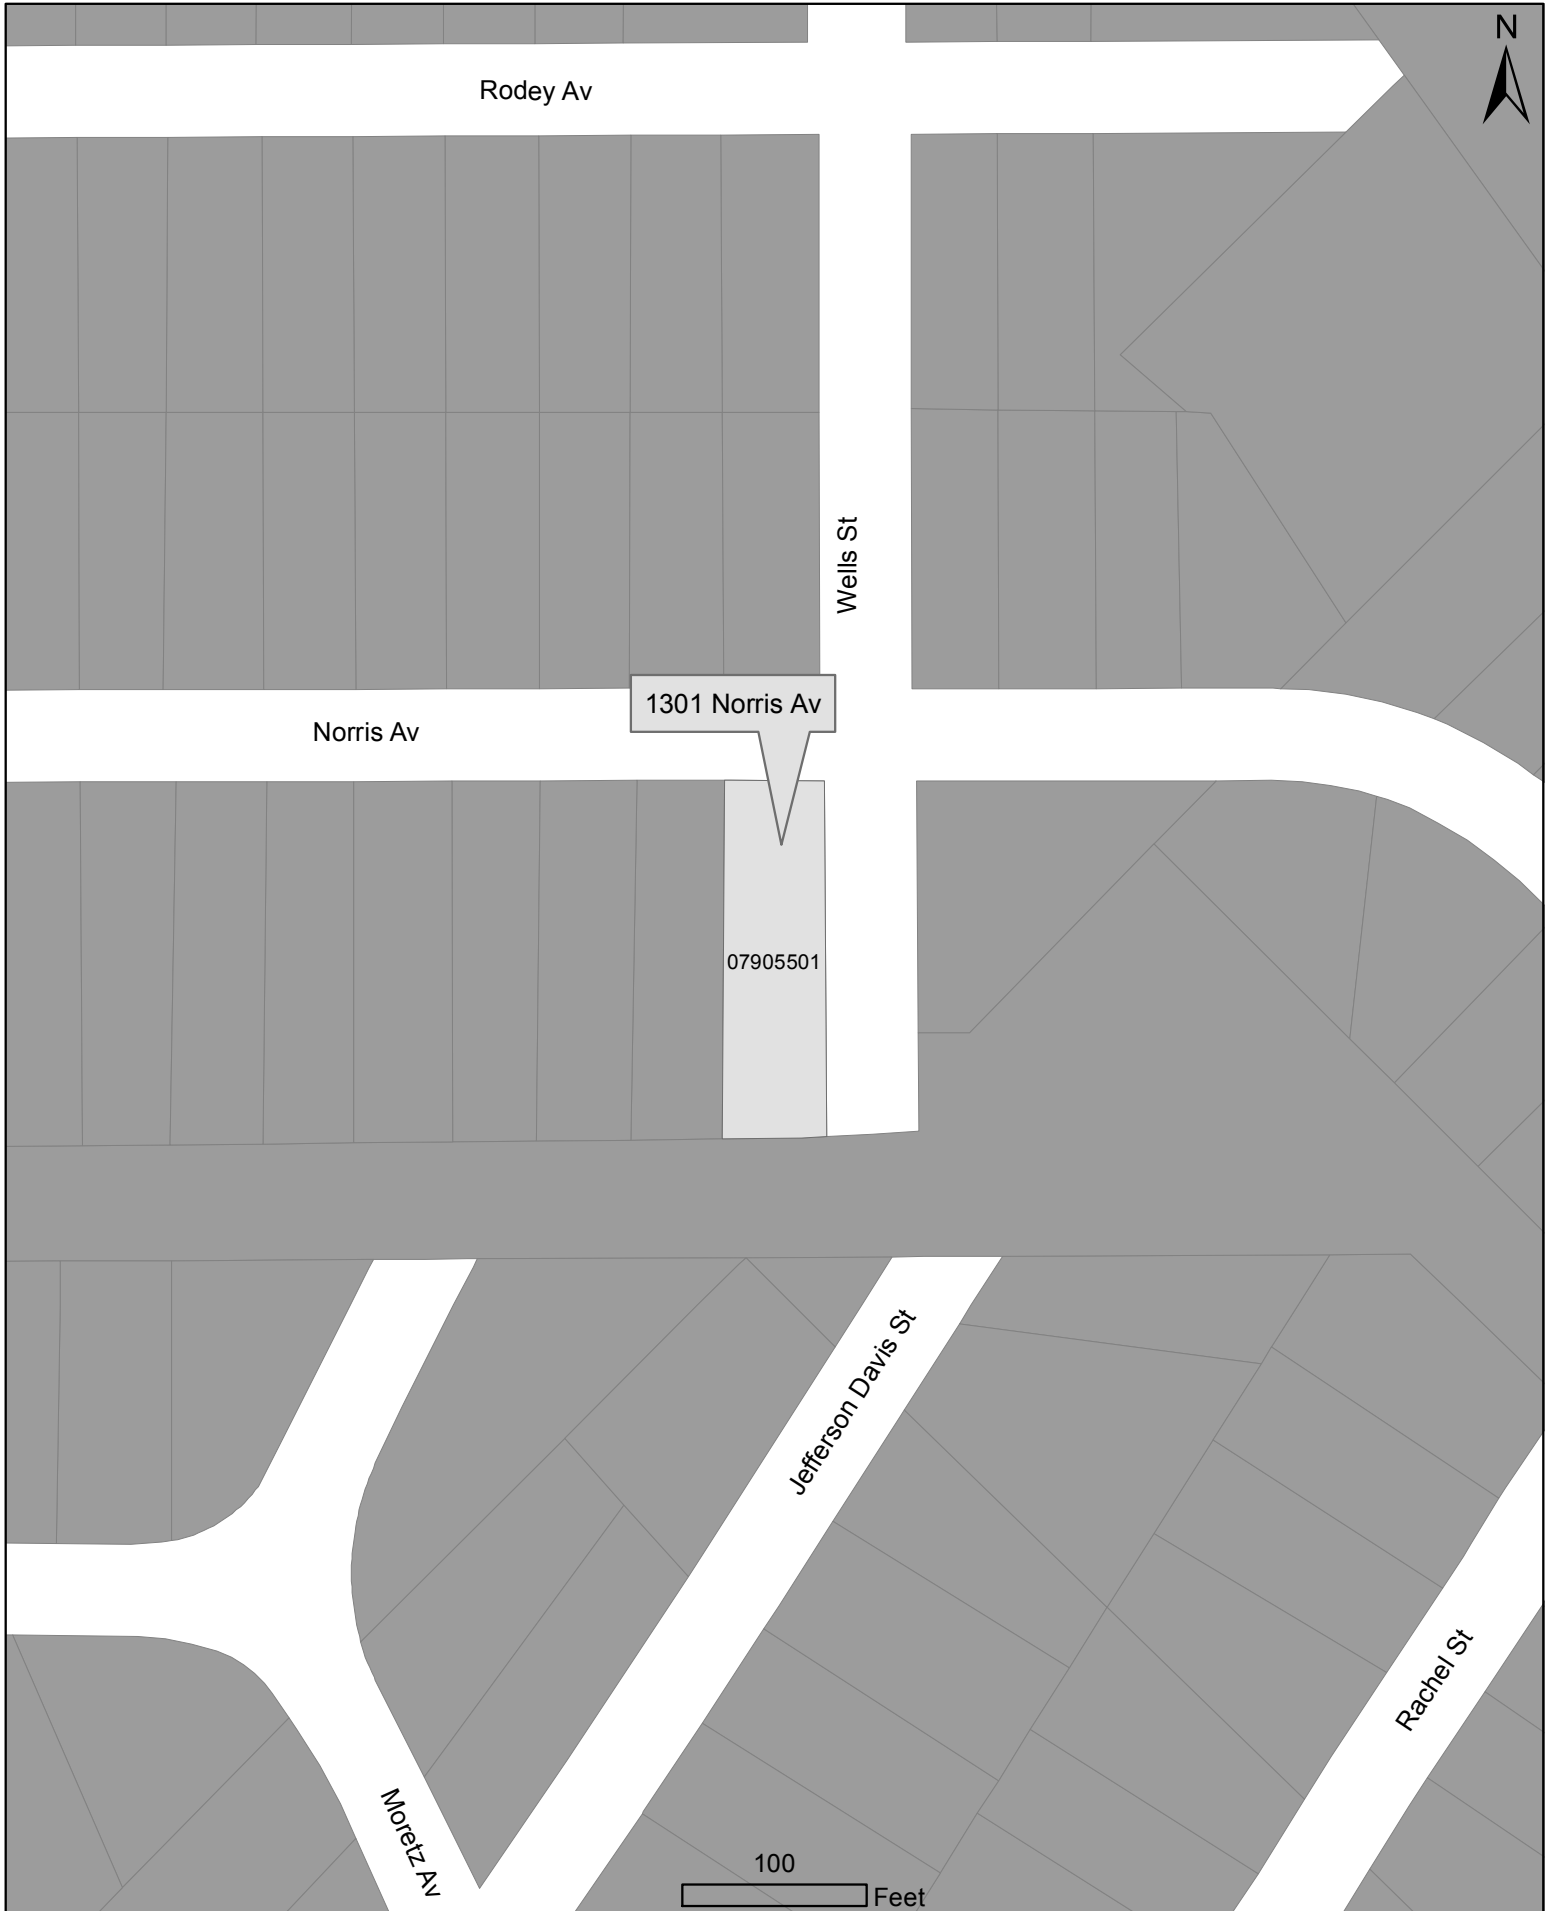 N
Rodey Av
Wells St
1301 Norris Av
Norris Av
07905501
Jefferson Davis St
Rachel St
Moretz Av
100
Feet